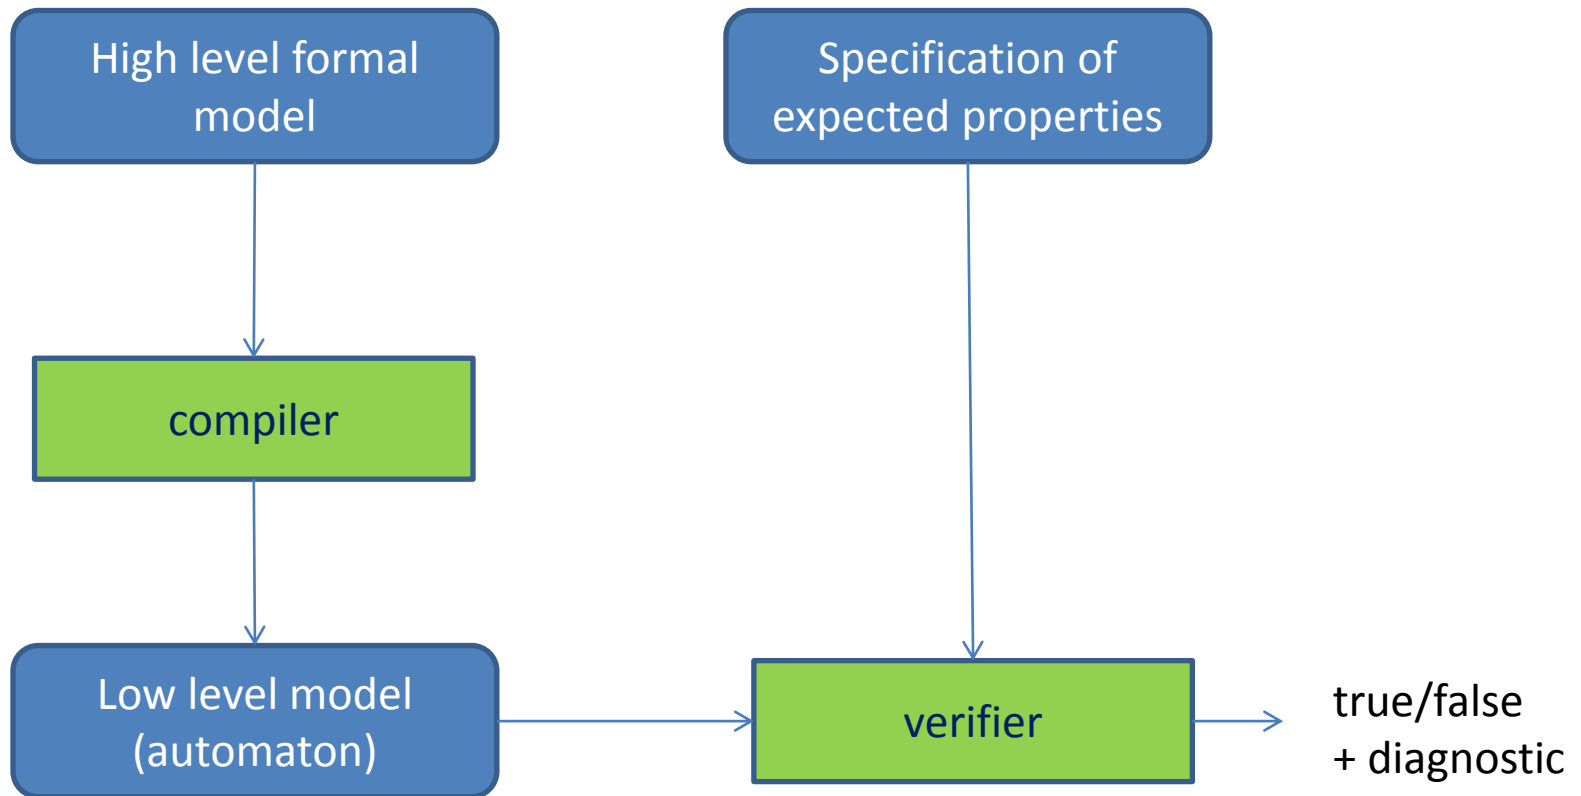 High level formal
model
Specification of
expected properties
compiler
Low level model
(automaton)
verifier
true/false
+ diagnostic